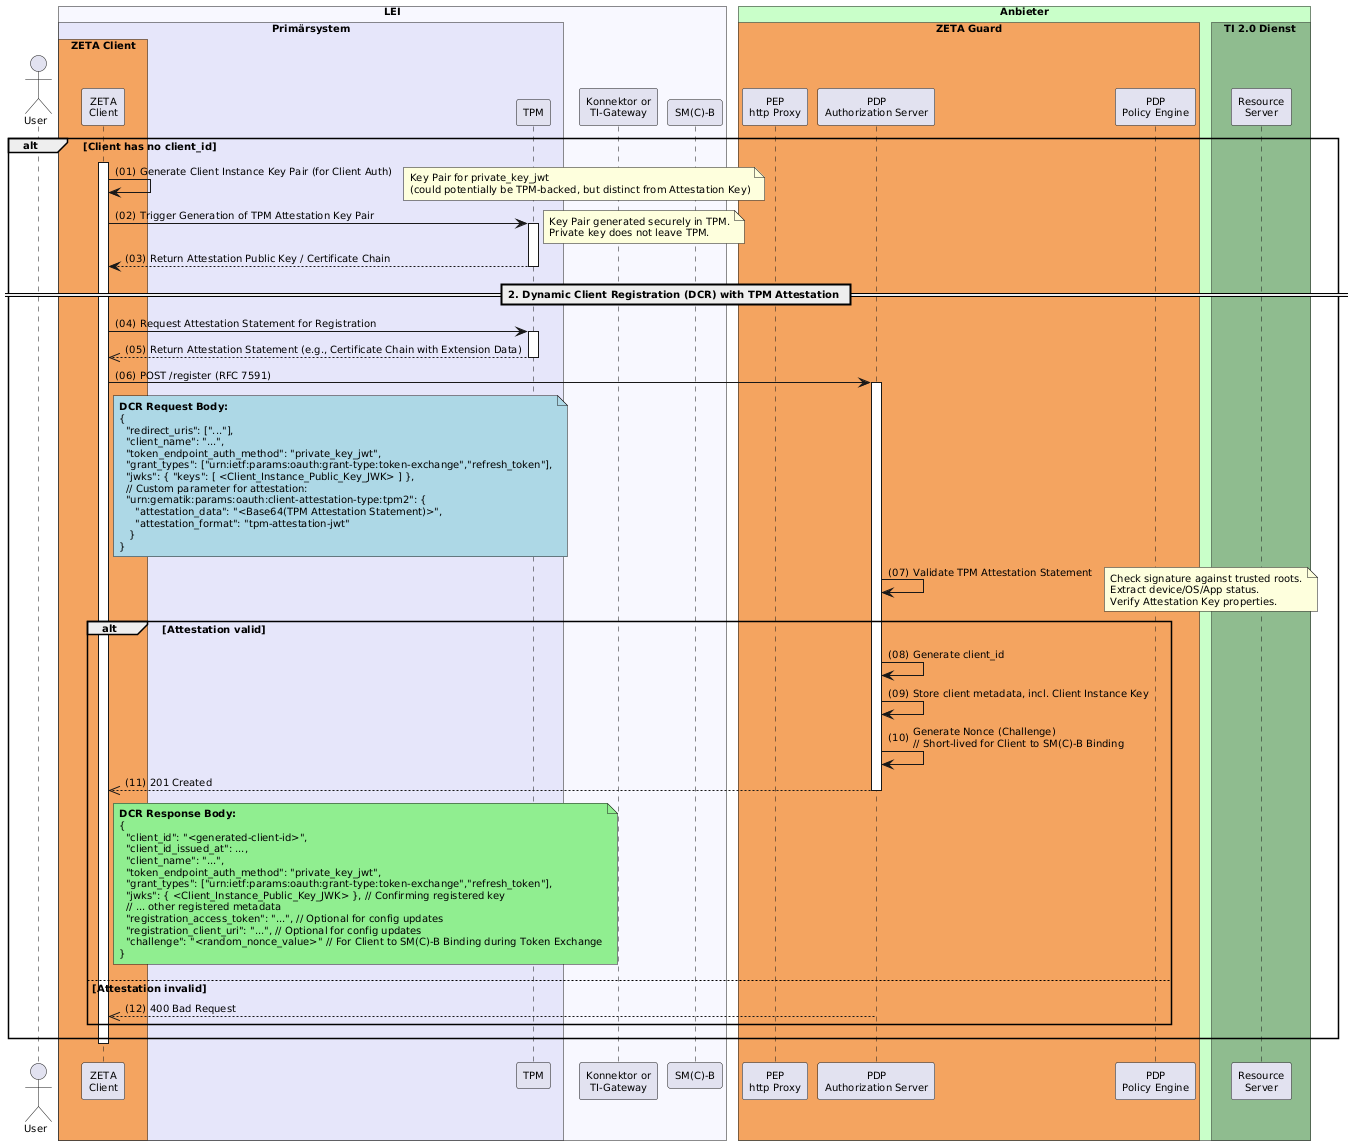 LEI
Anbieter
Primärsystem
ZETA Guard
TI 2.0 Dienst
ZETA Client
User
ZETA
Client
TPM
Konnektor or
TI-Gateway
SM(C)-B
PEP
http Proxy
PDP
Authorization Server
PDP
Policy Engine
Resource
Server
alt
[Client has no client_id]
(01) Generate Client Instance Key Pair (for Client Auth)
Key Pair for private_key_jwt
(could potentially be TPM-backed, but distinct from Attestation Key)
(02) Trigger Generation of TPM Attestation Key Pair
Key Pair generated securely in TPM.
Private key does not leave TPM.
(03) Return Attestation Public Key / Certificate Chain
2. Dynamic Client Registration (DCR) with TPM Attestation
(04) Request Attestation Statement for Registration
(05) Return Attestation Statement (e.g., Certificate Chain with Extension Data)
(06) POST /register (RFC 7591)
DCR Request Body:
{
"redirect_uris": ["..."],
"client_name": "...",
"token_endpoint_auth_method": "private_key_jwt",
"grant_types": ["urn:ietf:params:oauth:grant-type:token-exchange","refresh_token"],
"jwks": { "keys": [ <Client_Instance_Public_Key_JWK> ] },
// Custom parameter for attestation:
"urn:gematik:params:oauth:client-attestation-type:tpm2": {
"attestation_data": "<Base64(TPM Attestation Statement)>",
"attestation_format": "tpm-attestation-jwt"
}
}
(07) Validate TPM Attestation Statement
Check signature against trusted roots.
Extract device/OS/App status.
Verify Attestation Key properties.
alt
[Attestation valid]
(08) Generate client_id
(09) Store client metadata, incl. Client Instance Key
(10) Generate Nonce (Challenge)
// Short-lived for Client to SM(C)-B Binding
(11) 201 Created
DCR Response Body:
{
"client_id": "<generated-client-id>",
"client_id_issued_at": ...,
"client_name": "...",
"token_endpoint_auth_method": "private_key_jwt",
"grant_types": ["urn:ietf:params:oauth:grant-type:token-exchange","refresh_token"],
"jwks": { <Client_Instance_Public_Key_JWK> }, // Confirming registered key
// ... other registered metadata
"registration_access_token": "...", // Optional for config updates
"registration_client_uri": "...", // Optional for config updates
"challenge": "<random_nonce_value>" // For Client to SM(C)-B Binding during Token Exchange
}
[Attestation invalid]
(12) 400 Bad Request
User
ZETA
Client
TPM
Konnektor or
TI-Gateway
SM(C)-B
PEP
http Proxy
PDP
Authorization Server
PDP
Policy Engine
Resource
Server